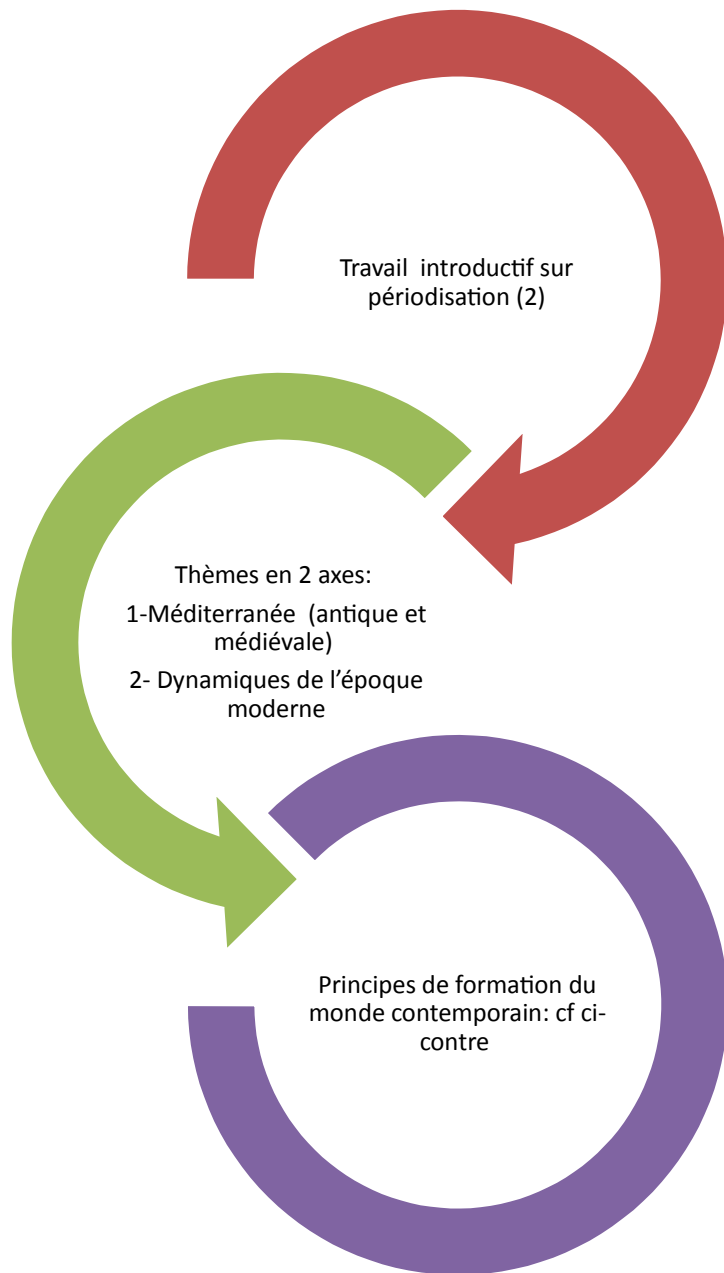 Travail introductif sur
périodisation (2)
Thèmes en 2 axes:
1-Méditerranée (antique et
médiévale)
2- Dynamiques de l’époque
moderne
Principes de formation du
monde contemporain: cf ci-
contre